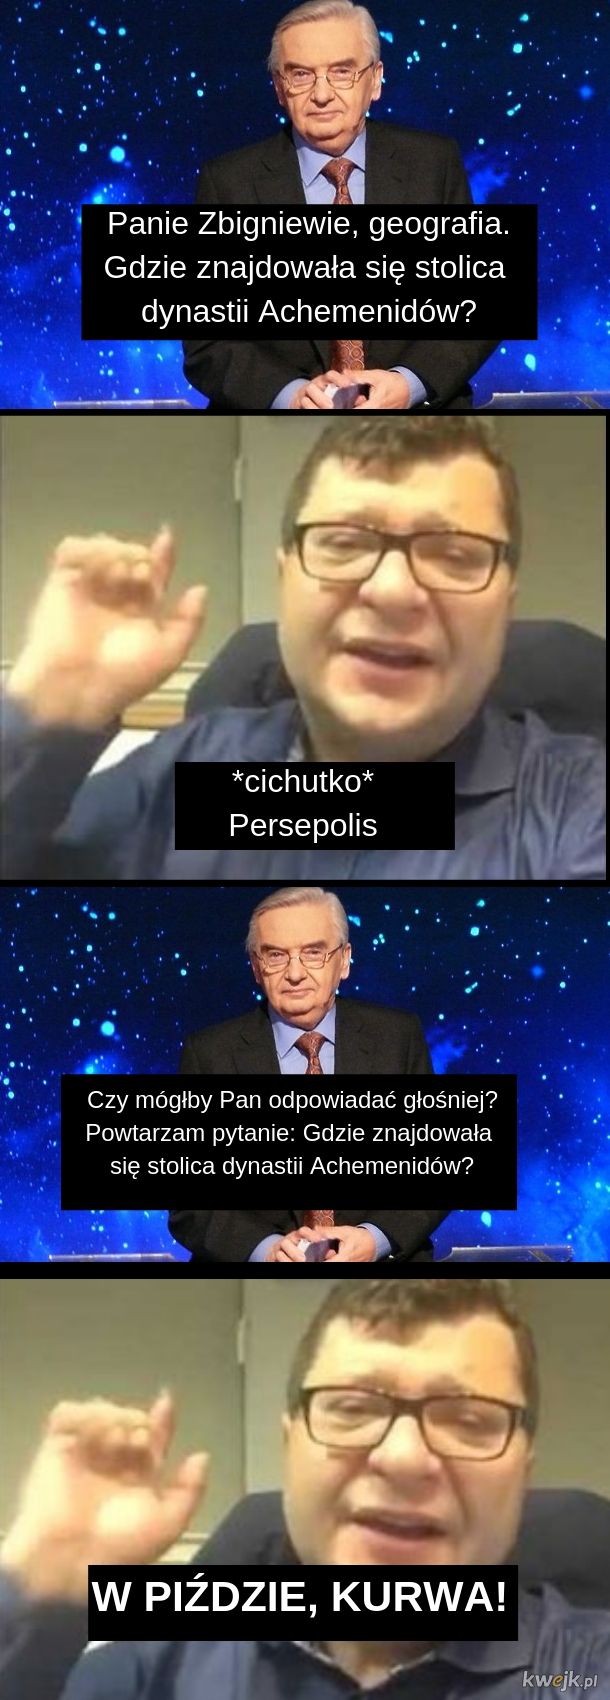 Panie Zbigniewie, geografia.
Gdzie znajdowała się stolica
dynastii Achemenidów?
*cichutko*
Persepolis
Czy mógłby Pan odpowiadać głośniej?
Powtarzam pytanie: Gdzie znajdowała
się stolica dynastii Achemenidów?
W PIŹDZIE, KURWA!
kwejk.pl